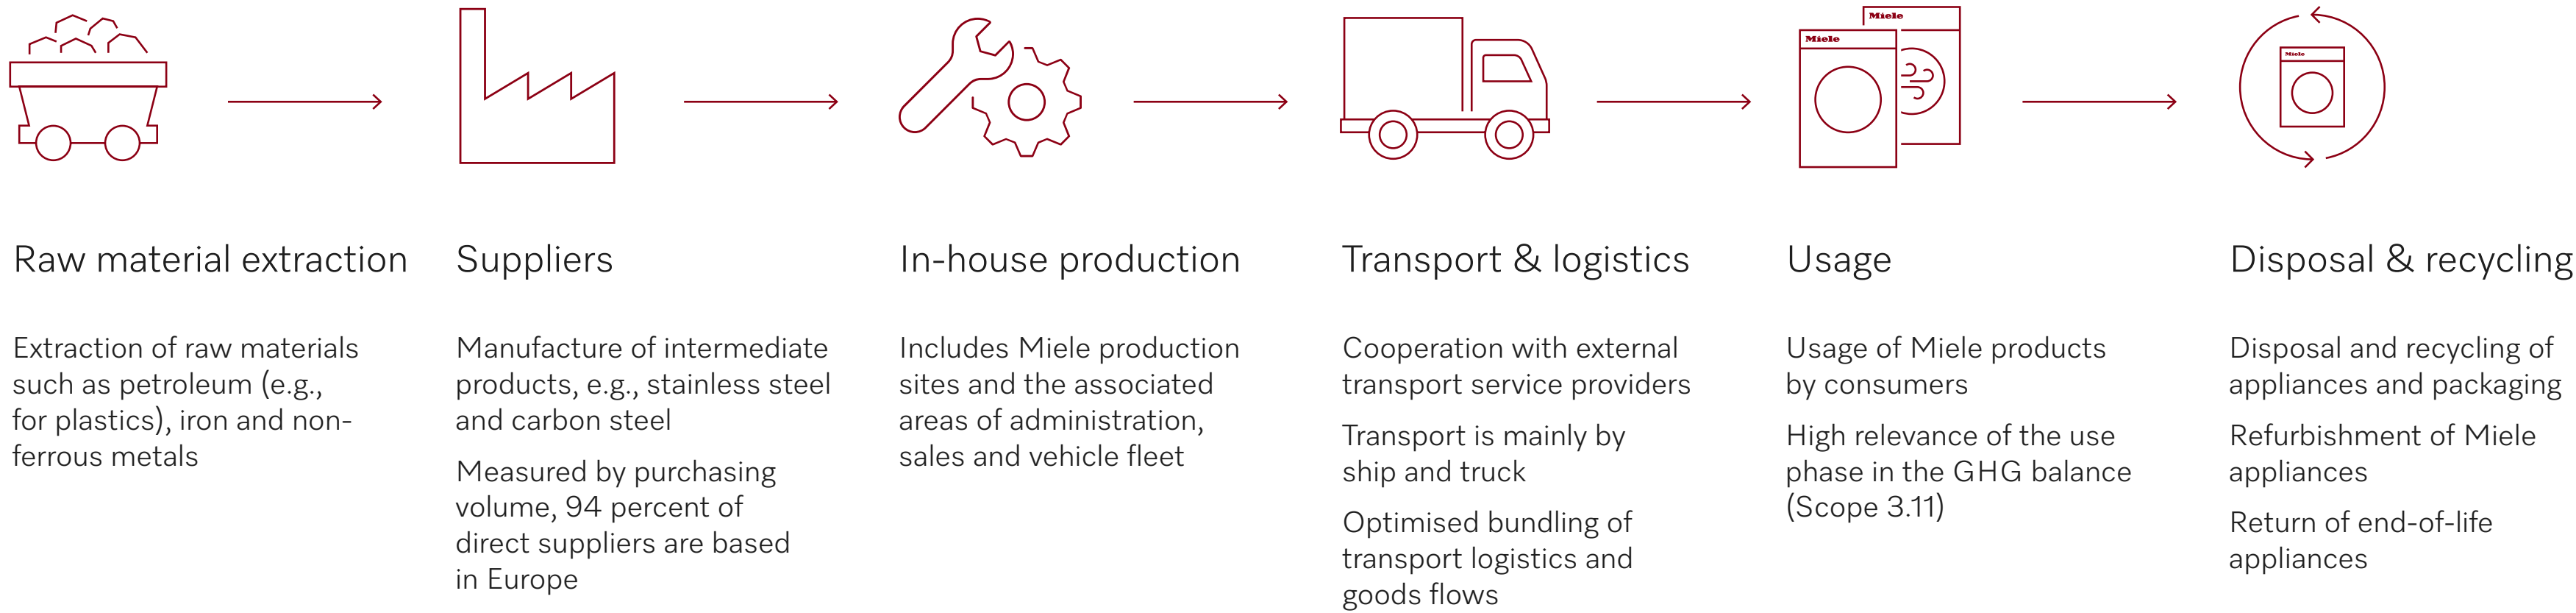 Miele
Miele
Miele
Raw material extraction
Extraction of raw materials
such as petroleum (e.g.,
for plastics), iron and non-
ferrous metals
Suppliers
Manufacture of intermediate
products, e.g., stainless steel
and carbon steel
Measured by purchasing
volume, 94 percent of
direct suppliers are based
in Europe
In-house production
Includes Miele production
sites and the associated
areas of administration,
sales and vehicle fleet
Transport & logistics
Cooperation with external
transport service providers
Transport is mainly by
ship and truck
Optimised bundling of
transport logistics and
goods flows
Usage
Usage of Miele products
by consumers
High relevance of the use
phase in the GHG balance
(Scope 3.11)
Disposal & recycling
Disposal and recycling of
appliances and packaging
Refurbishment of Miele
appliances
Return of end-of-life
appliances